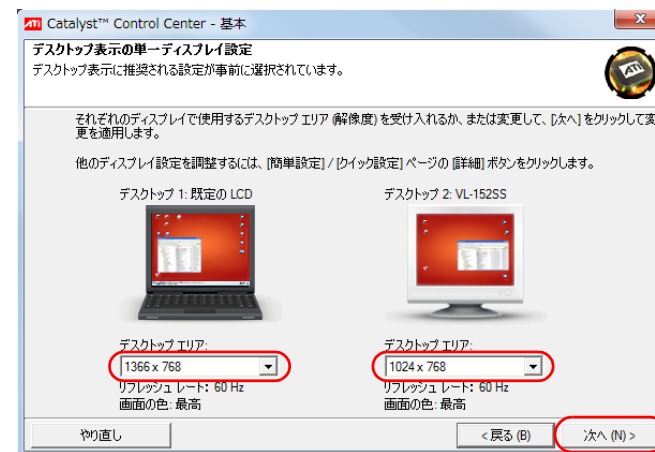 ATI Catalyst™ Control Center - 基本
デスクトップ表示の単一ディスプレイ設定
デスクトップ表示に推奨される設定が事前に選択されています。
ATI
それぞれのディスプレイで使用するデスクトップ エリア (解像度) を受け入れるか、または変更して、[次へ] をクリックして変
更を適用します。
他のディスプレイ設定を調整するには、[簡単設定] / [クイック設定] ページの [詳細] ボタンをクリックします。
デスクトップ 1: 既定の LCD
デスクトップ 2: VL-152SS
デスクトップ エリア:
デスクトップ エリア:
1366 x 768
1024 x 768
リフレッシュ レート: 60 Hz
リフレッシュ レート: 60 Hz
画面の色: 最高
画面の色: 最高
やり直し
< 戻る (B)
次へ (N) >